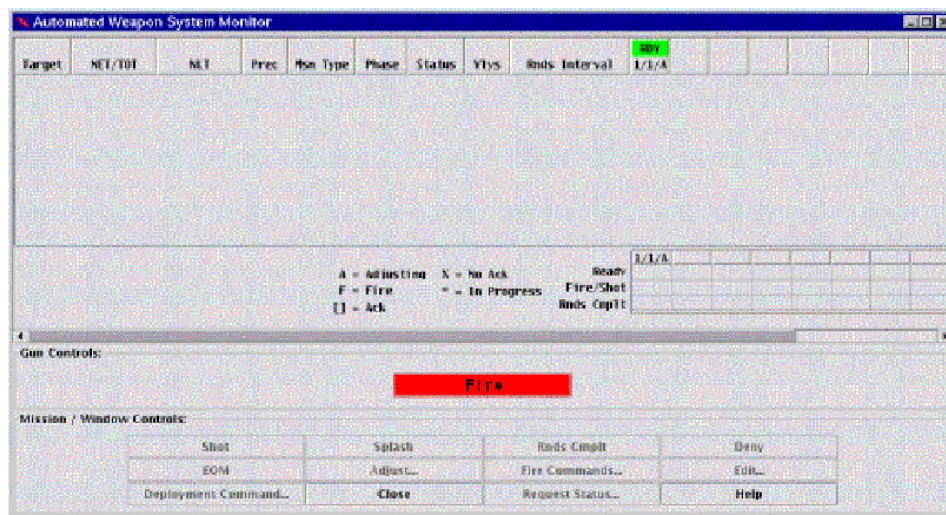 Automated Weapon System Monitor
RDY
Target NET/TOT NLT Prec Msn Type Phase Status Vlys Rnds Interval 1/1/A
1/1/A
A = Adjusting X = No Ack Ready
F = Fire * = In Progress Fire/Shot
[] = Ack Rnds Cmplt
Gun Controls:
Fire
Mission / Window Controls:
Shot Splash Rnds Cmplt Deny
EOM Adjust... Fire Commands... Edit...
Deployment Command... Close Request Status... Help